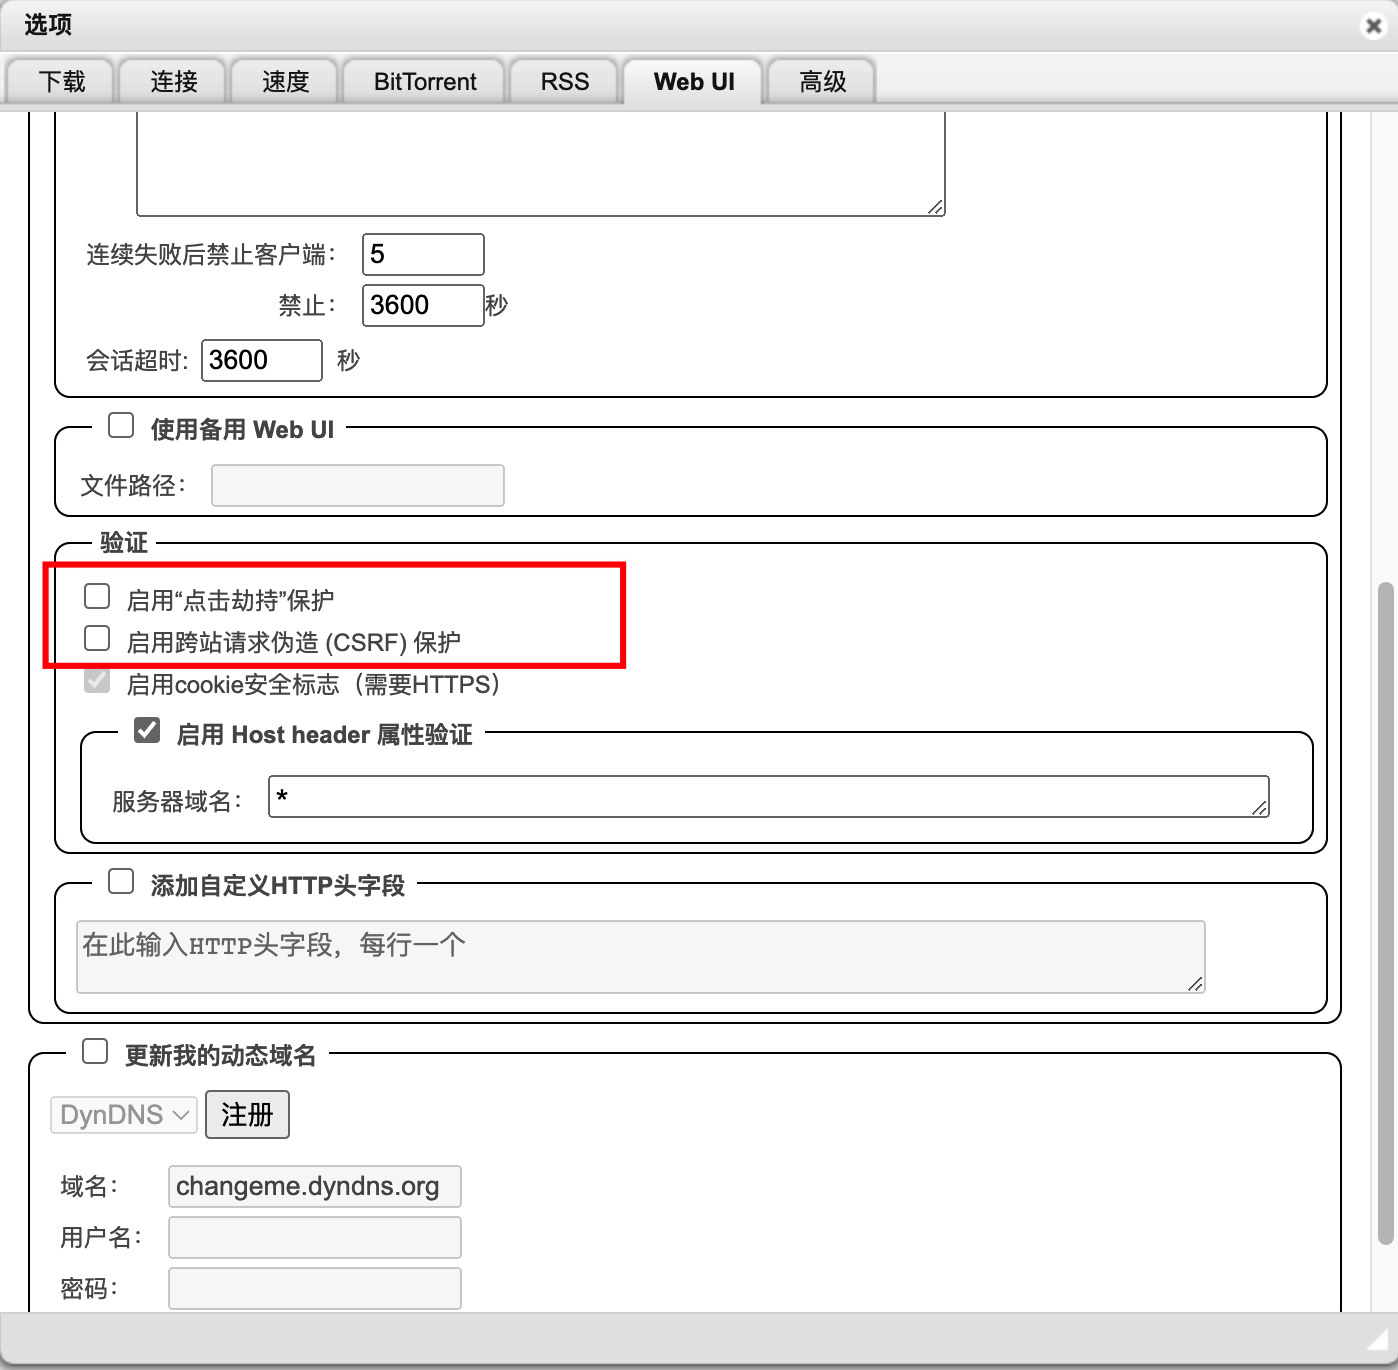 选项
下载 连接 速度 BitTorrent RSS Web UI 高级
连续失败后禁止客户端： 5
禁止： 3600 秒
会话超时: 3600 秒
使用备用 Web UI
文件路径：
验证
启用“点击劫持”保护
启用跨站请求伪造 (CSRF) 保护
启用cookie安全标志（需要HTTPS）
启用 Host header 属性验证
服务器域名： *
添加自定义HTTP头字段
在此输入HTTP头字段，每行一个
更新我的动态域名
DynDNS 注册
域名： changeme.dyndns.org
用户名：
密码：